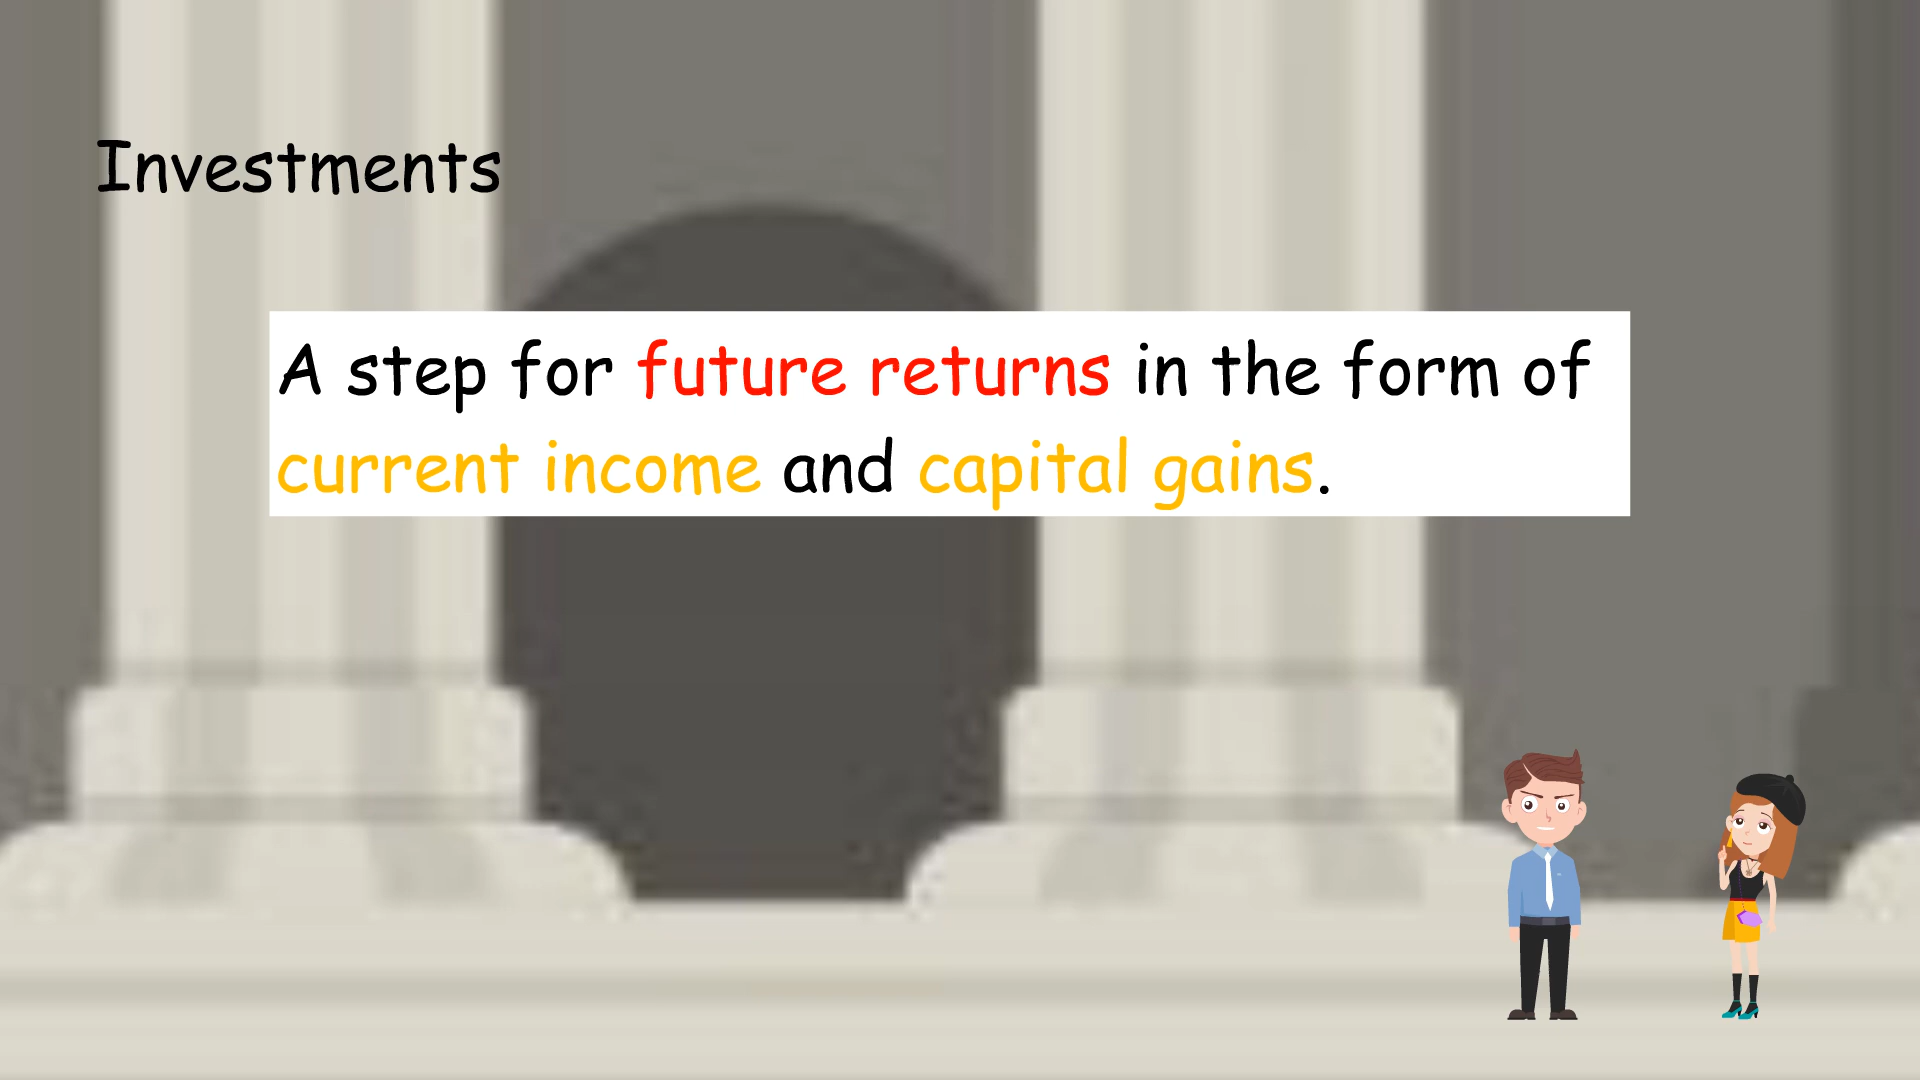 Investments
A step for future returns in the form of
current income and capital gains.